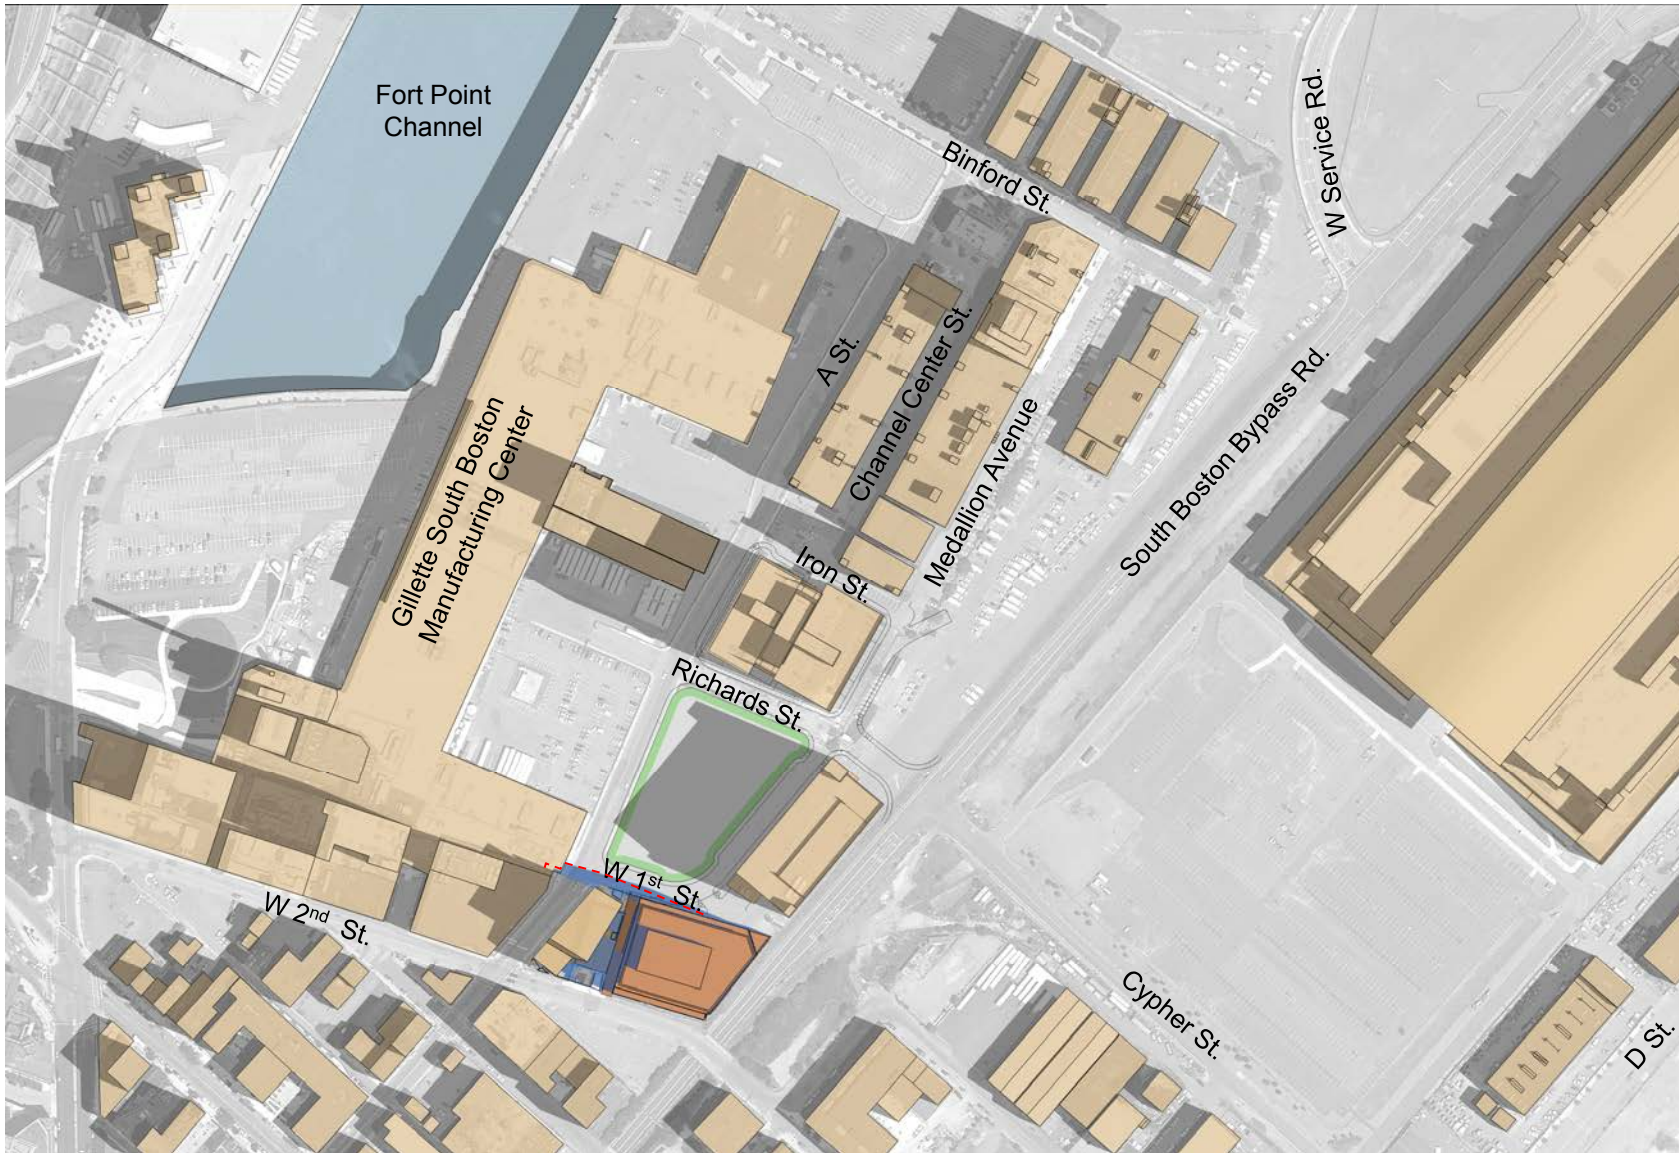 Fort Point
Channel
W Service Rd.
Binford St.
A St.
Channel Center St.
Medallion Avenue
South Boston Bypass Rd.
Gillette South Boston
Manufacturing Center
Iron St.
Richards St.
W 1st St.
W 2nd St.
Cypher St.
D St.